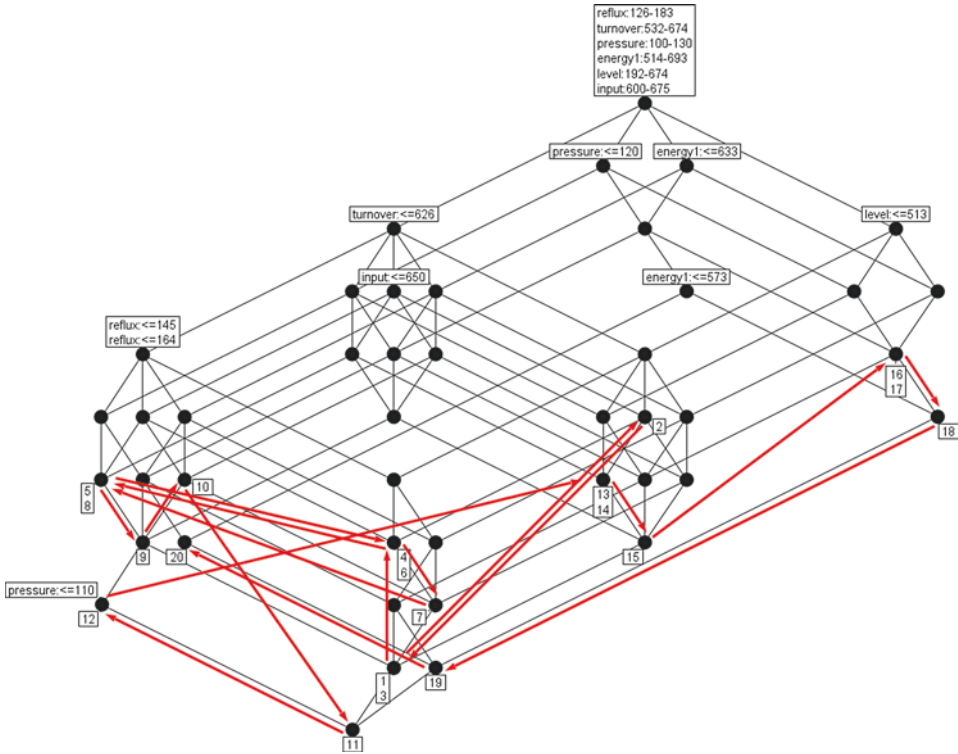 reflux:126-183
turnover:532-674
pressure:100-130
energy1:514-693
level:192-674
input:600-675
pressure:<=120
energy1:<=633
turnover:<=626
level:<=513
input:<=650
energy1:<=573
reflux:<=145
reflux:<=164
16
17
2
18
5
8
10
13
14
9
20
4
6
15
pressure:<=110
12
7
1
3
19
11